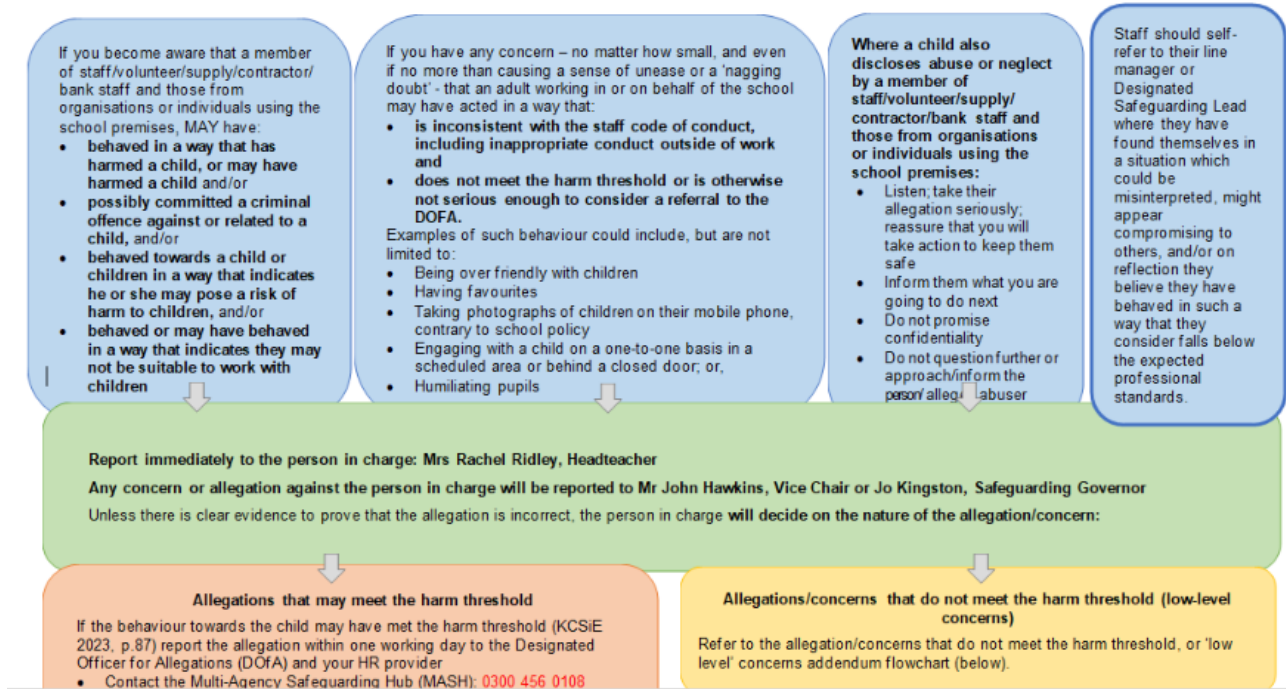 If you become aware that a member
of staff/volunteer/supply/contractor/
bank staff and those from
organisations or individuals using the
school premises, MAY have:
• behaved in a way that has
harmed a child, or may have
harmed a child and/or
• possibly committed a criminal
offence against or related to a
child, and/or
• behaved towards a child or
children in a way that indicates
he or she may pose a risk of
harm to children, and/or
• behaved or may have behaved
in a way that indicates they may
not be suitable to work with
children
If you have any concern – no matter how small, and even
if no more than causing a sense of unease or a 'nagging
doubt' - that an adult working in or on behalf of the school
may have acted in a way that:
• is inconsistent with the staff code of conduct,
including inappropriate conduct outside of work
and
• does not meet the harm threshold or is otherwise
not serious enough to consider a referral to the
DOFA.
Examples of such behaviour could include, but are not
limited to:
• Being over friendly with children
• Having favourites
• Taking photographs of children on their mobile phone,
contrary to school policy
• Engaging with a child on a one-to-one basis in a
scheduled area or behind a closed door; or,
• Humiliating pupils
Where a child also
discloses abuse or neglect
by a member of
staff/volunteer/supply/
contractor/bank staff and
those from organisations
or individuals using the
school premises:
• Listen; take their
allegation seriously;
reassure that you will
take action to keep them
safe
• Inform them what you are
going to do next
• Do not promise
confidentiality
• Do not question further or
approach/inform the
person/ abuser
Staff should self-
refer to their line
manager or
Designated
Safeguarding Lead
where they have
found themselves in
a situation which
could be
misinterpreted, might
appear
compromising to
others, and/or on
reflection they
believe they have
behaved in such a
way that they
consider falls below
the expected
professional
standards.
Report immediately to the person in charge: Mrs Rachel Ridley, Headteacher
Any concern or allegation against the person in charge will be reported to Mr John Hawkins, Vice Chair or Jo Kingston, Safeguarding Governor
Unless there is clear evidence to prove that the allegation is incorrect, the person in charge will decide on the nature of the allegation/concern:
Allegations that may meet the harm threshold
If the behaviour towards the child may have met the harm threshold (KCSiE
2023, p.87) report the allegation within one working day to the Designated
Officer for Allegations (DOfA) and your HR provider
• Contact the Multi-Agency Safeguarding Hub (MASH): 0300 456 0108
Allegations/concerns that do not meet the harm threshold (low-level
concerns)
Refer to the allegation/concerns that do not meet the harm threshold, or 'low
level' concerns addendum flowchart (below).